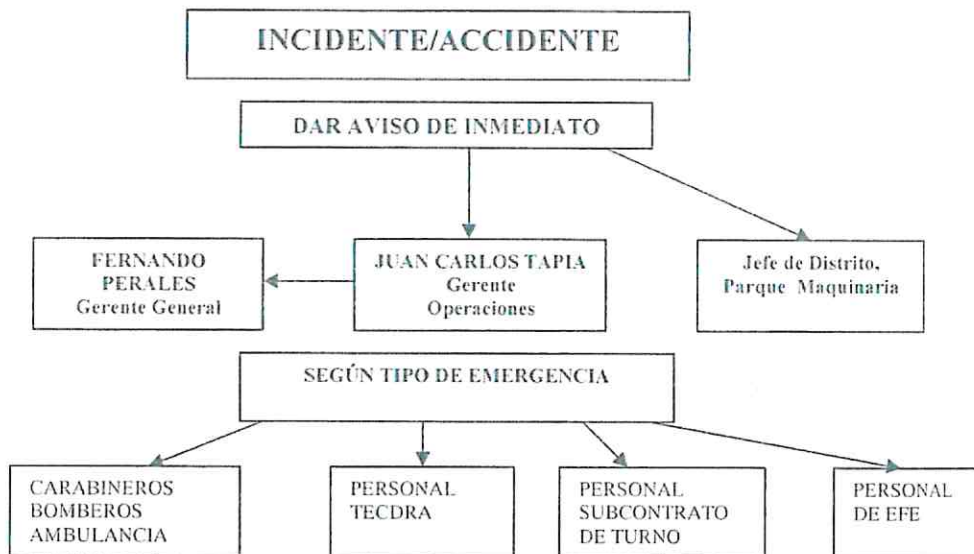 INCIDENTE/ACCIDENTE
DAR AVISO DE INMEDIATO
FERNANDO
PERALES
Gerente General
JUAN CARLOS TAPIA
Gerente
Operaciones
Jefe de Distrito,
Parque Maquinaria
SEGÚN TIPO DE EMERGENCIA
CARABINEROS
BOMBEROS
AMBULANCIA
PERSONAL
TECDRA
PERSONAL
SUBCONTRATO
DE TURNO
PERSONAL
DE EFE